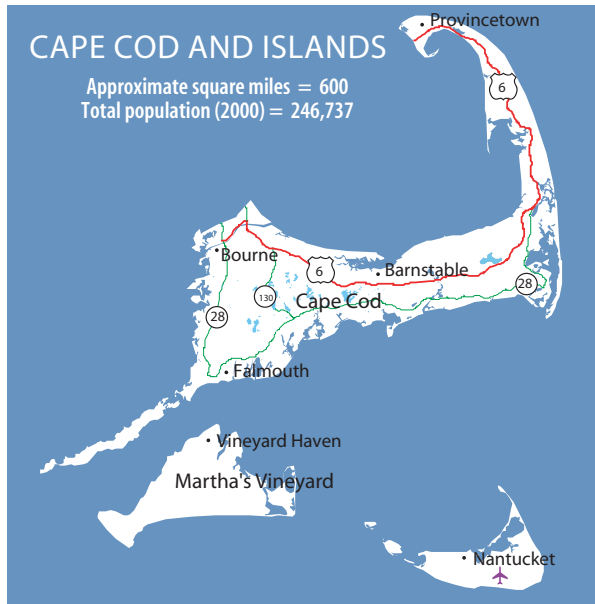 Provincetown
CAPE COD AND ISLANDS
Approximate square miles = 600
Total population (2000) = 246,737
6
Bourne
6
Barnstable
130
Cape Cod
28
28
Falmouth
Vineyard Haven
Martha's Vineyard
Nantucket